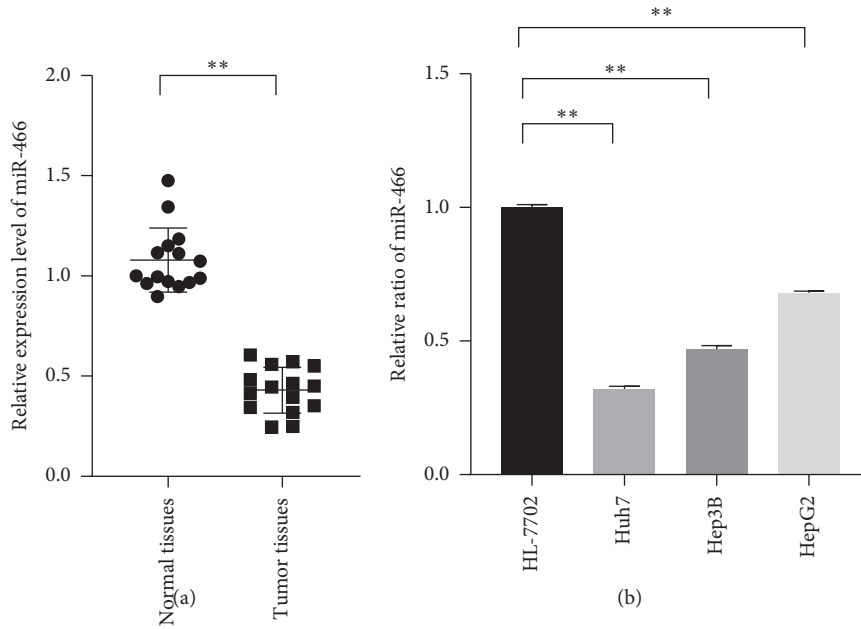 Relative expression level of miR-466
2.0
1.5
1.0
0.5
0.0
**
Normal tissues
Tumor tissues
(a)
Relative ratio of miR-466
1.5
1.0
0.5
0.0
**
**
**
HL-7702
Huh7
Hep3B
HepG2
(b)